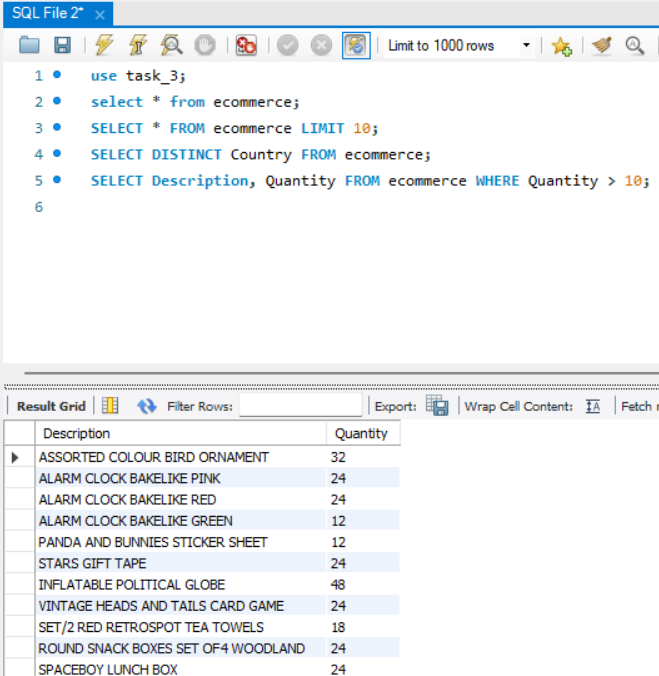 SQL File 2*
Limit to 1000 rows
1 use task_3;
2 select * from ecommerce;
3 SELECT * FROM ecommerce LIMIT 10;
4 SELECT DISTINCT Country FROM ecommerce;
5 SELECT Description, Quantity FROM ecommerce WHERE Quantity > 10;
6
Result Grid Filter Rows: Export: Wrap Cell Content: IA Fetch
Description Quantity
ASSORTED COLOUR BIRD ORNAMENT 32
ALARM CLOCK BAKELIKE PINK 24
ALARM CLOCK BAKELIKE RED 24
ALARM CLOCK BAKELIKE GREEN 12
PANDA AND BUNNIES STICKER SHEET 12
STARS GIFT TAPE 24
INFLATABLE POLITICAL GLOBE 48
VINTAGE HEADS AND TAILS CARD GAME 24
SET/2 RED RETROSPOT TEA TOWELS 18
ROUND SNACK BOXES SET OF4 WOODLAND 24
SPACEBOY LUNCH BOX 24